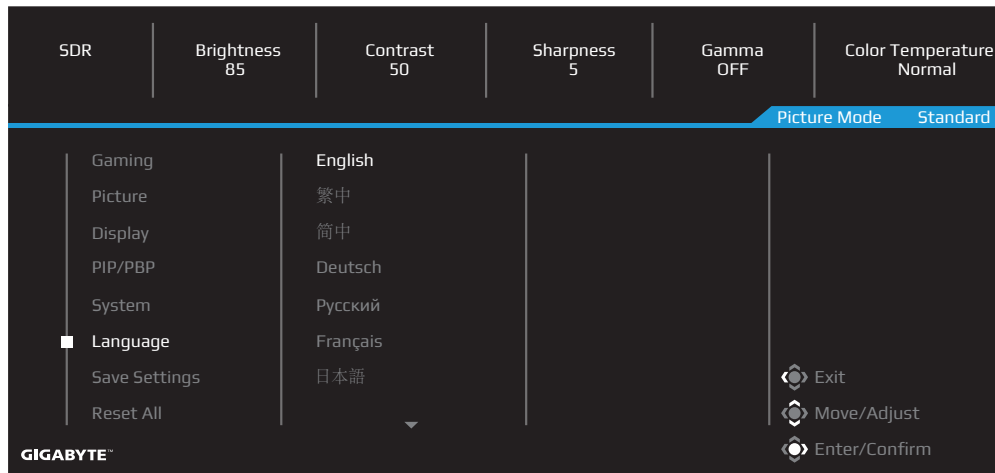 SDR
Brightness
85
Contrast
50
Sharpness
5
Gamma
OFF
Color Temperature
Normal
Picture Mode Standard
Gaming
Picture
Display
PIP/PBP
System
Language
Save Settings
Reset All
English
繁中
简中
Deutsch
Русский
Français
日本語
Exit
Move/Adjust
Enter/Confirm
GIGABYTE™